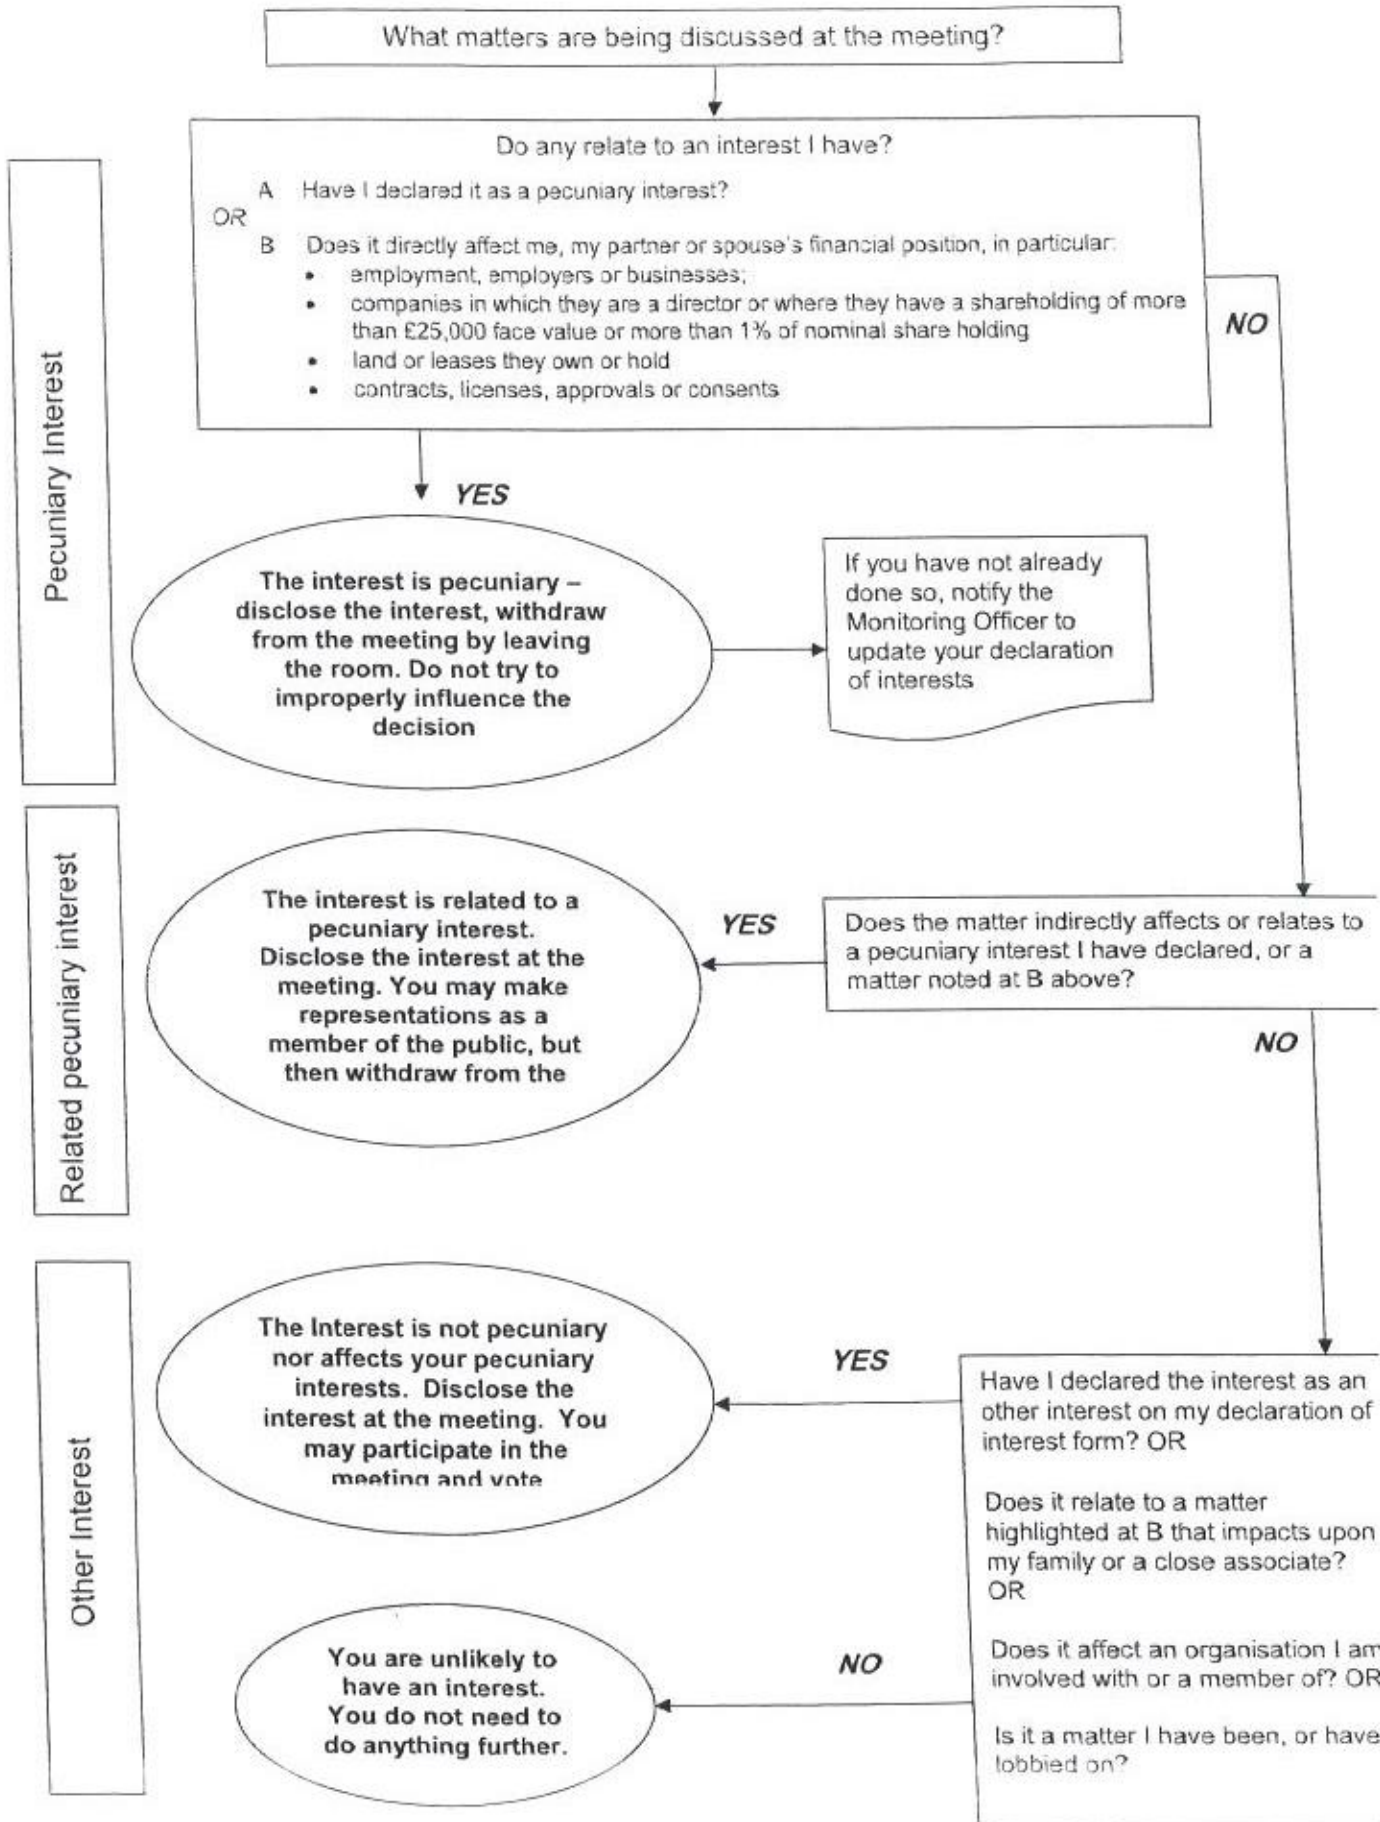 What matters are being discussed at the meeting?
Do any relate to an interest I have?
A Have I declared it as a pecuniary interest?
OR
B Does it directly affect me, my partner or spouse's financial position, in particular:
• employment, employers or businesses;
• companies in which they are a director or where they have a shareholding of more
than £25,000 face value or more than 1% of nominal share holding
• land or leases they own or hold
• contracts, licenses, approvals or consents
NO
Pecuniary Interest
YES
The interest is pecuniary –
disclose the interest, withdraw
from the meeting by leaving
the room. Do not try to
improperly influence the
decision
If you have not already
done so, notify the
Monitoring Officer to
update your declaration
of interests
Related pecuniary interest
The interest is related to a
pecuniary interest.
Disclose the interest at the
meeting. You may make
representations as a
member of the public, but
then withdraw from the
YES
Does the matter indirectly affects or relates to
a pecuniary interest I have declared, or a
matter noted at B above?
NO
Other Interest
The Interest is not pecuniary
nor affects your pecuniary
interests. Disclose the
interest at the meeting. You
may participate in the
meeting and vote
YES
Have I declared the interest as an
other interest on my declaration of
interest form? OR
Does it relate to a matter
highlighted at B that impacts upon
my family or a close associate?
OR
Does it affect an organisation I am
involved with or a member of? OR
Is it a matter I have been, or have
lobbied on?
NO
You are unlikely to
have an interest.
You do not need to
do anything further.